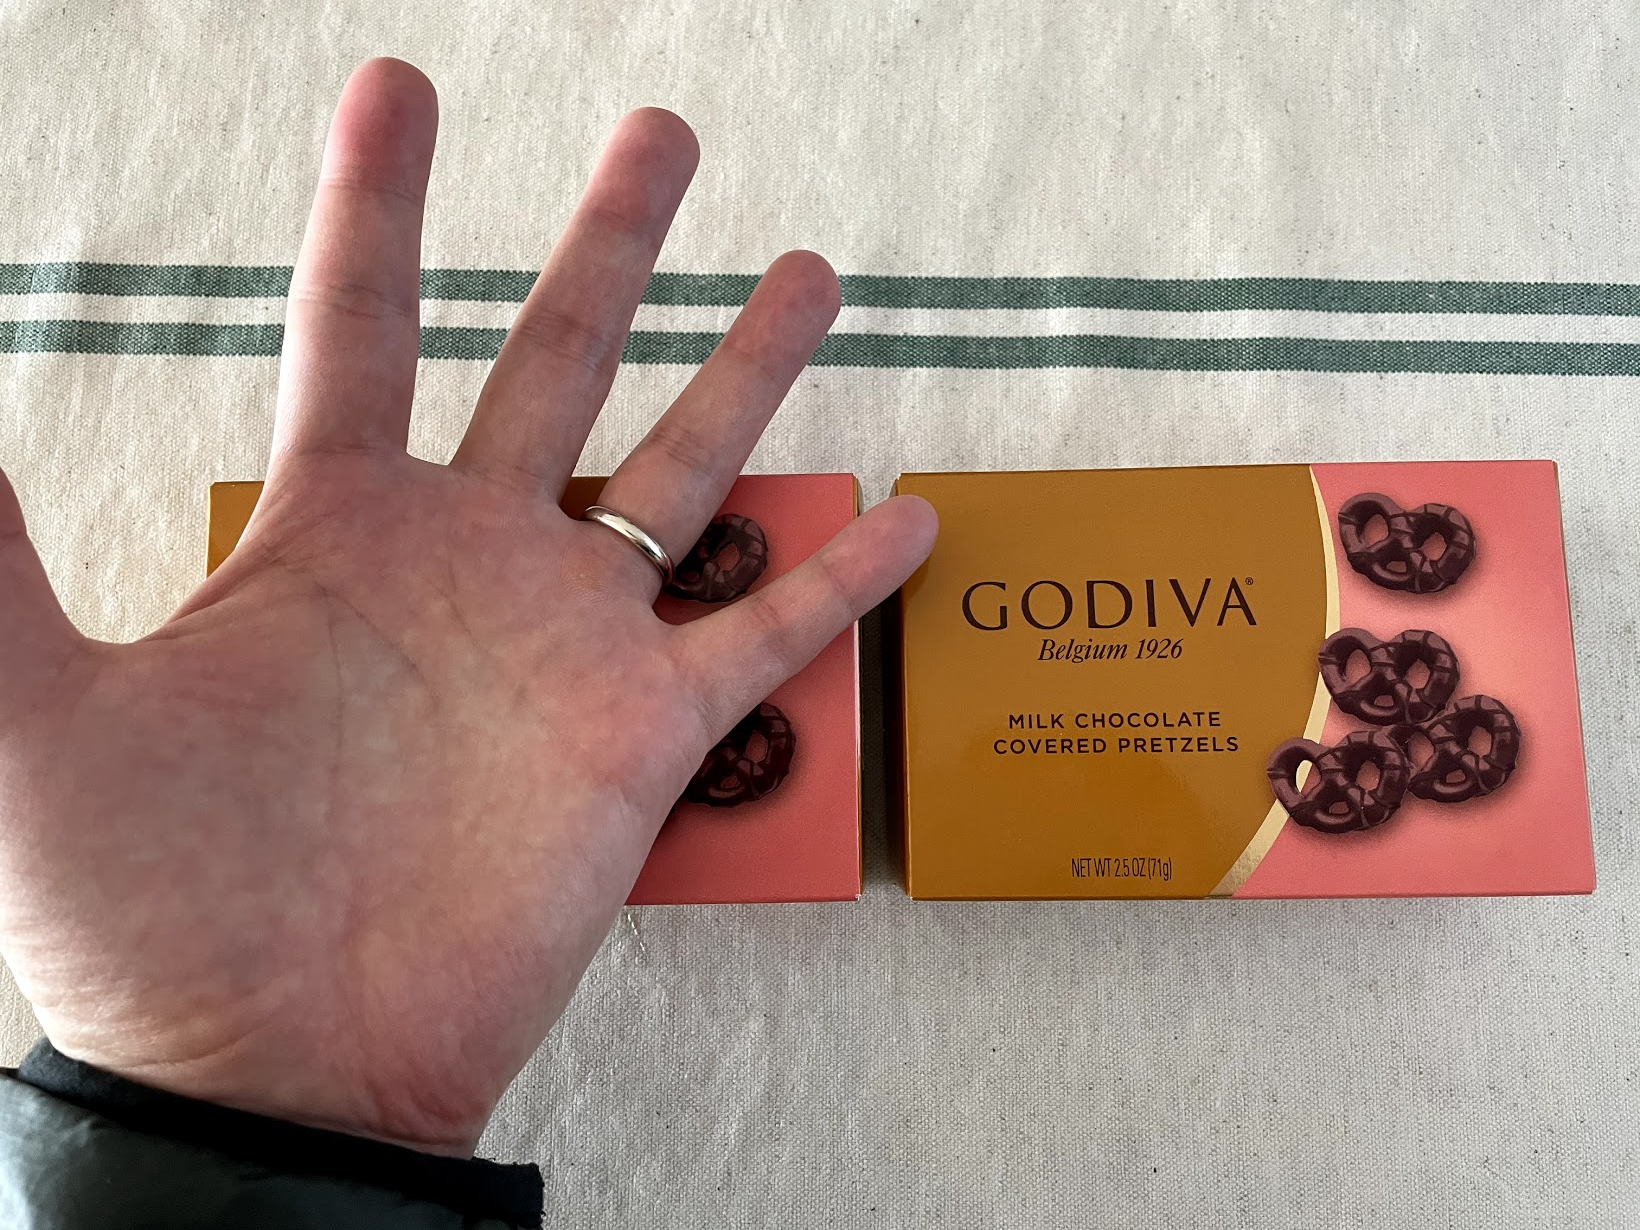 GODIVA®
Belgium 1926
MILK CHOCOLATE
COVERED PRETZELS
NET WT 2.5 OZ (71g)